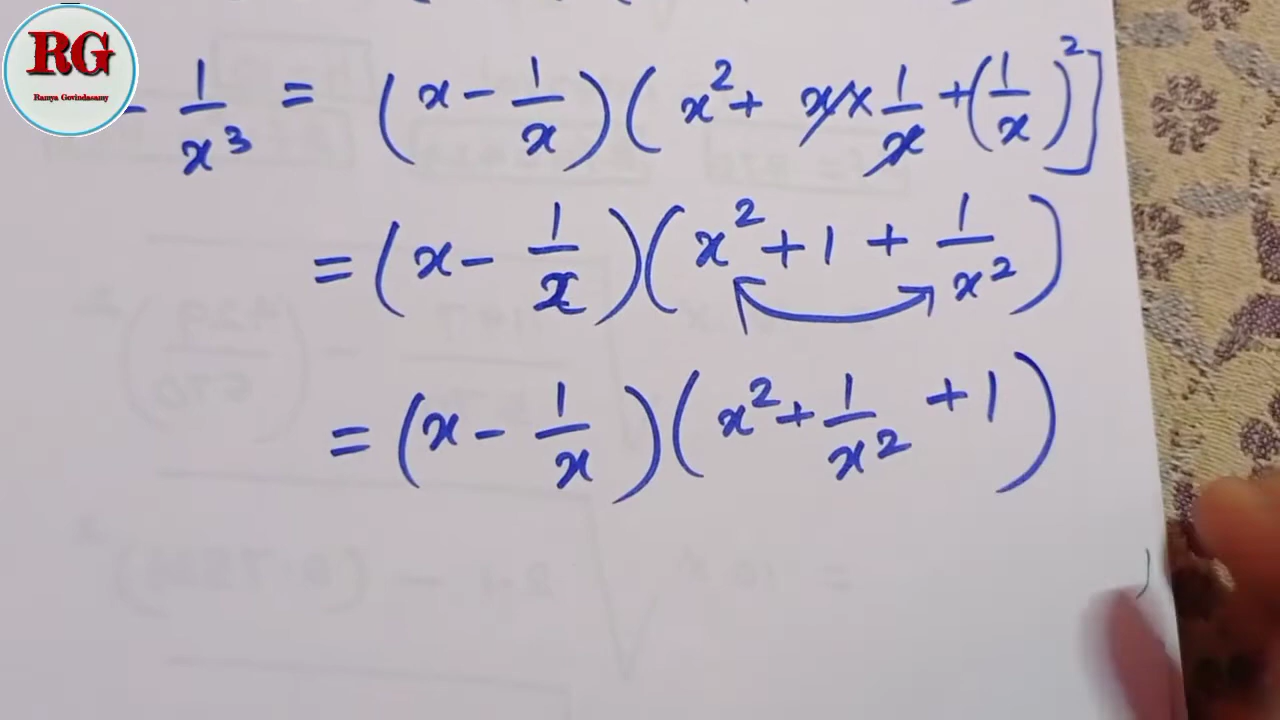 RG
Ramya Govindasamy
- 1/x³ = (x - 1/x)(x² + x × 1/x + (1/x)²]
= (x - 1/x)(x² + 1 + 1/x²)
= (x - 1/x)(x² + 1/x² + 1)